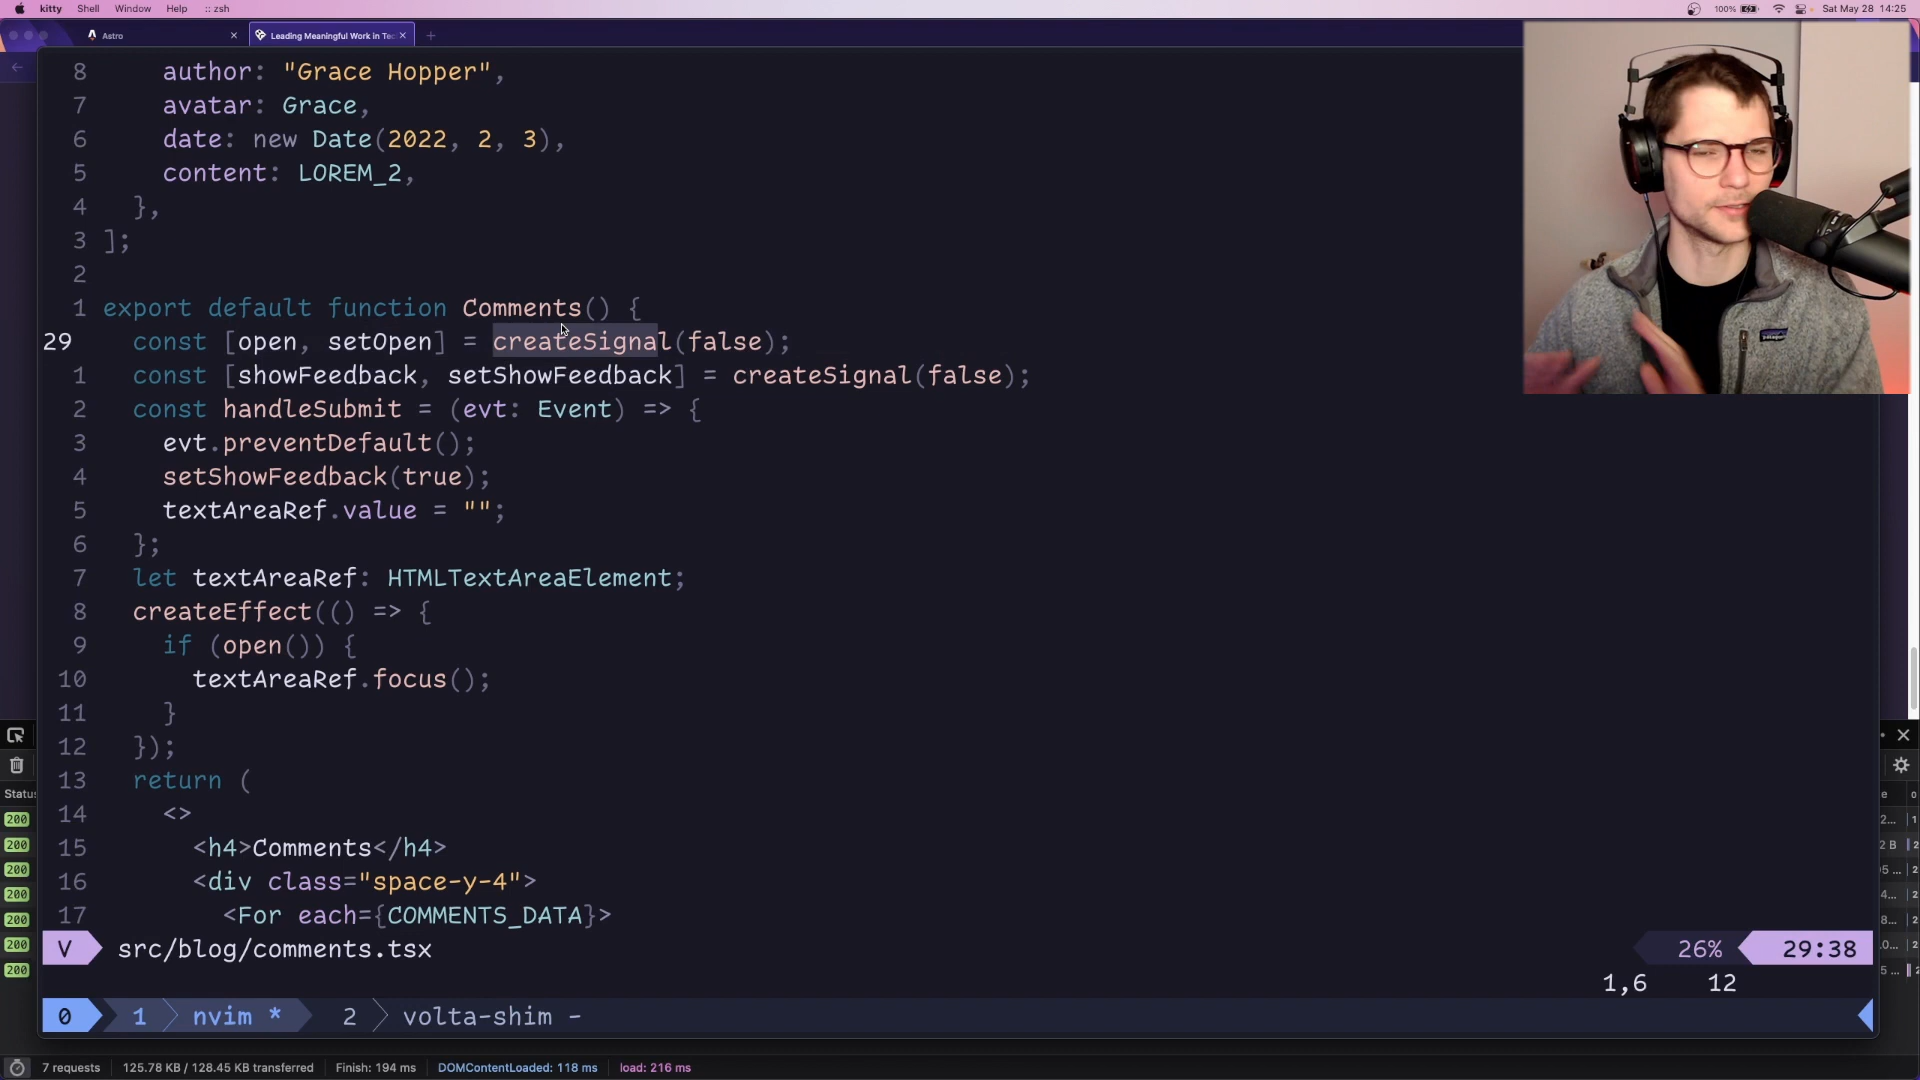 kitty Shell Window Help :: zsh
100% Sat May 28 14:25
Astro
Leading Meaningful Work in Tec
8 author: "Grace Hopper",
7 avatar: Grace,
6 date: new Date(2022, 2, 3),
5 content: LOREM_2,
4 },
3 ];
2
1 export default function Comments() {
29 const [open, setOpen] = createSignal(false);
1 const [showFeedback, setShowFeedback] = createSignal(false);
2 const handleSubmit = (evt: Event) => {
3 evt.preventDefault();
4 setShowFeedback(true);
5 textAreaRef.value = "";
6 };
7 let textAreaRef: HTMLTextAreaElement;
8 createEffect(() => {
9 if (open()) {
10 textAreaRef.focus();
11 }
12 });
13 return (
14 <>
15 <h4>Comments</h4>
16 <div class="space-y-4">
17 <For each={COMMENTS_DATA}>
Status
200
200
200
200
200
200
200
V src/blog/comments.tsx 26% 29:38
1,6 12
0 1 nvim * 2 volta-shim -
7 requests 125.78 KB / 128.45 KB transferred Finish: 194 ms DOMContentLoaded: 118 ms load: 216 ms